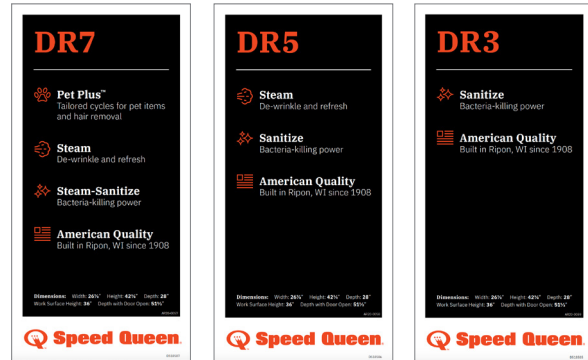 DR7
Pet Plus™
Tailored cycles for pet items
and hair removal
Steam
De-wrinkle and refresh
Steam-Sanitize
Bacteria-killing power
American Quality
Built in Ripon, WI since 1908
Dimensions: Width: 26⅞" Height: 42¾" Depth: 28"
Work Surface Height: 36" Depth with Door Open: 51½"
Speed Queen
DR5
Steam
De-wrinkle and refresh
Sanitize
Bacteria-killing power
American Quality
Built in Ripon, WI since 1908
Dimensions: Width: 26⅞" Height: 42¾" Depth: 28"
Work Surface Height: 36" Depth with Door Open: 51½"
Speed Queen
DR3
Sanitize
Bacteria-killing power
American Quality
Built in Ripon, WI since 1908
Dimensions: Width: 26⅞" Height: 42¾" Depth: 28"
Work Surface Height: 36" Depth with Door Open: 51½"
Speed Queen